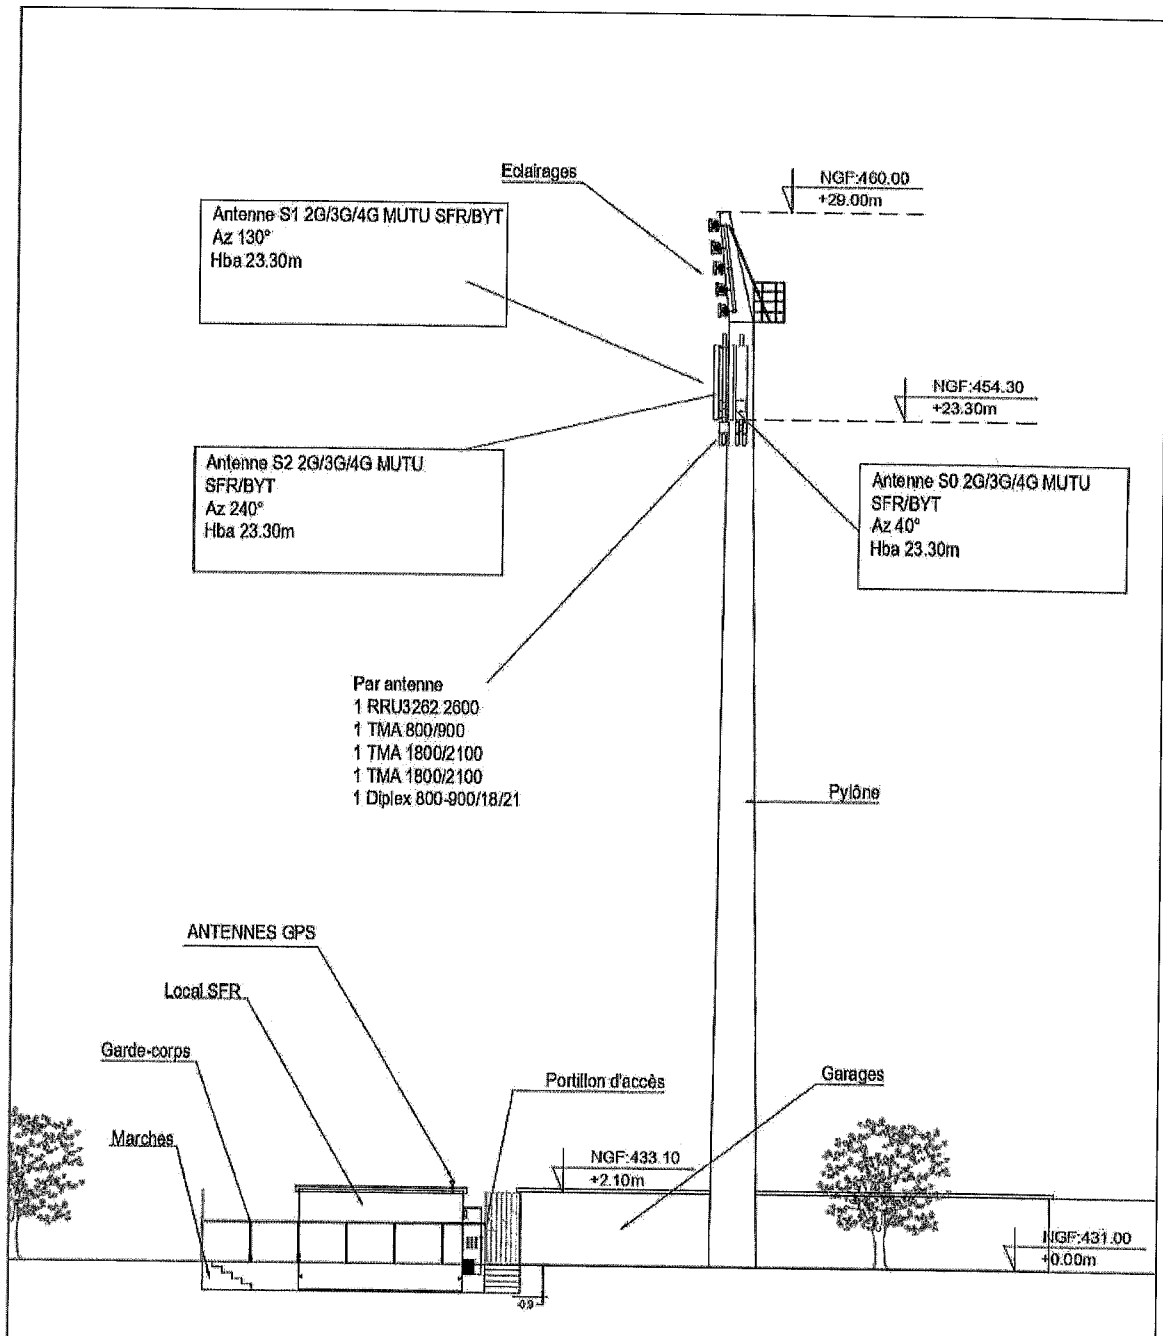 Eclairages
NGF:460.00
+29.00m
Antenne S1 2G/3G/4G MUTU SFR/BYT
Az 130°
Hba 23.30m
NGF:454.30
+23.30m
Antenne S2 2G/3G/4G MUTU
SFR/BYT
Az 240°
Hba 23.30m
Antenne S0 2G/3G/4G MUTU
SFR/BYT
Az 40°
Hba 23.30m
Par antenne
1 RRU3262 2600
1 TMA 800/900
1 TMA 1800/2100
1 TMA 1800/2100
1 Diplex 800-900/18/21
Pylône
ANTENNES GPS
Local SFR
Garde-corps
Portillon d'accès
Garages
Marches
NGF:433.10
+2.10m
NGF:431.00
+0.00m
-0.9